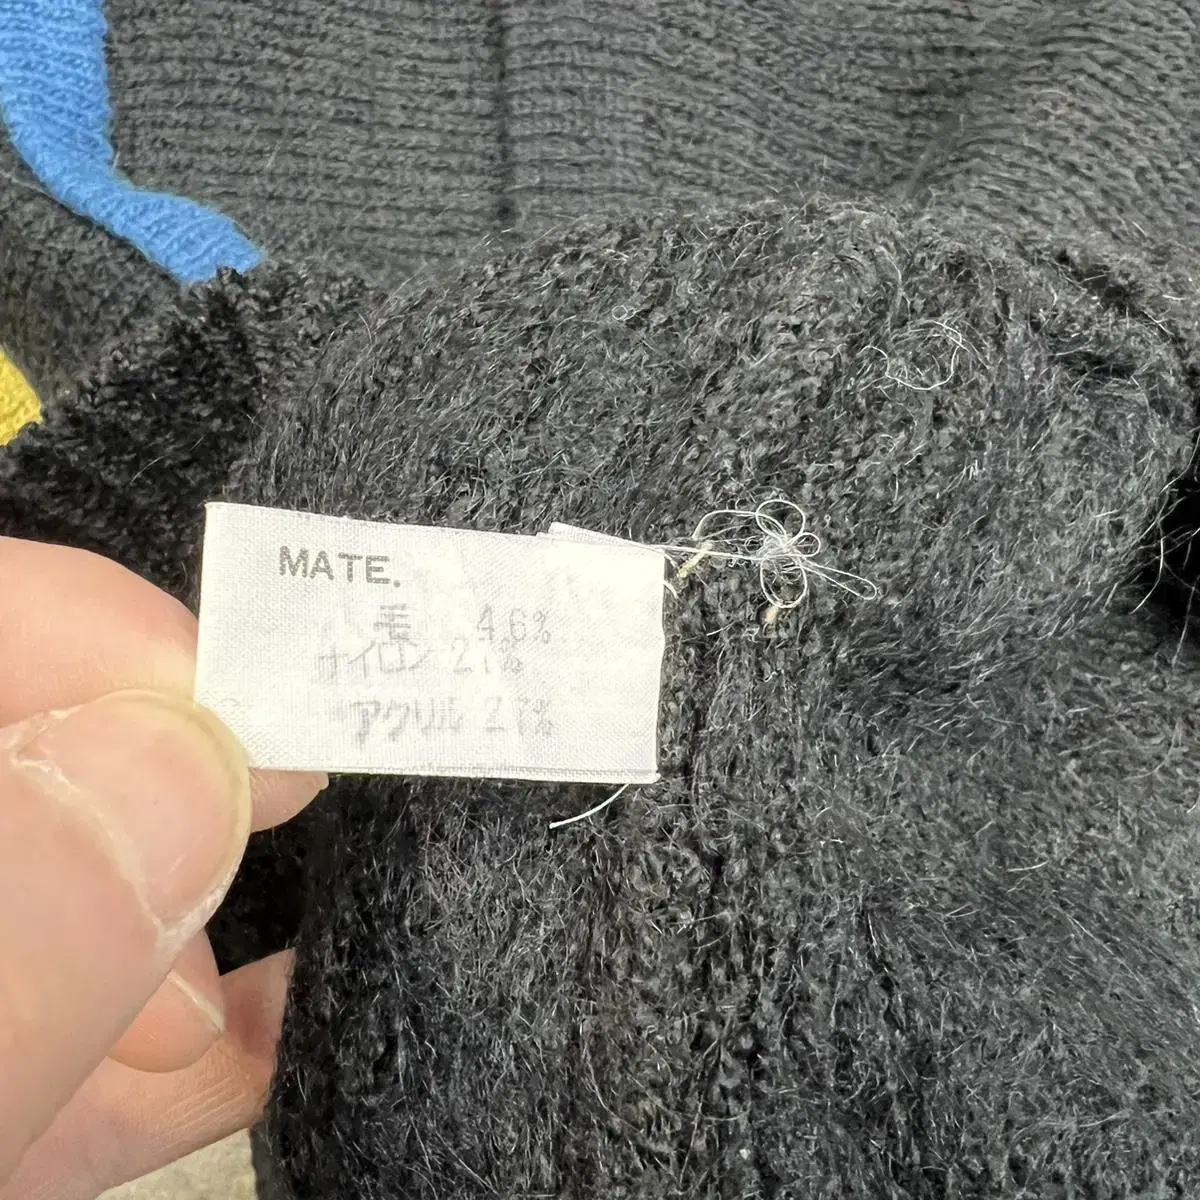 MATE.
毛 46%
ナイロン 27%
アクリル 27%